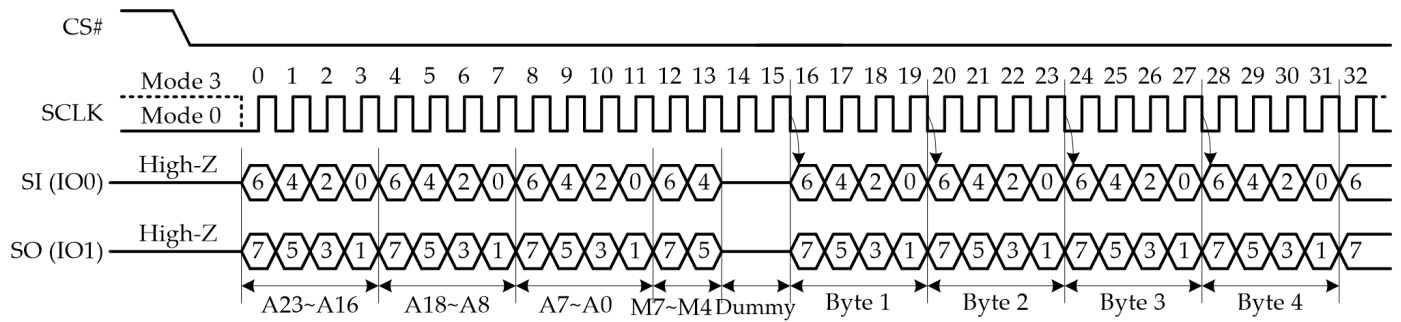 CS#
0 1 2 3 4 5 6 7 8 9 10 11 12 13 14 15 16 17 18 19 20 21 22 23 24 25 26 27 28 29 30 31 32
Mode 3
SCLK
Mode 0
High-Z
SI (IO0) 6 4 2 0 6 4 2 0 6 4 2 0 6 4 6 4 2 0 6 4 2 0 6 4 2 0 6 4 2 0 6
High-Z
SO (IO1) 7 5 3 1 7 5 3 1 7 5 3 1 7 5 7 5 3 1 7 5 3 1 7 5 3 1 7 5 3 1 7
A23~A16 A18~A8 A7~A0 M7~M4 Dummy Byte 1 Byte 2 Byte 3 Byte 4